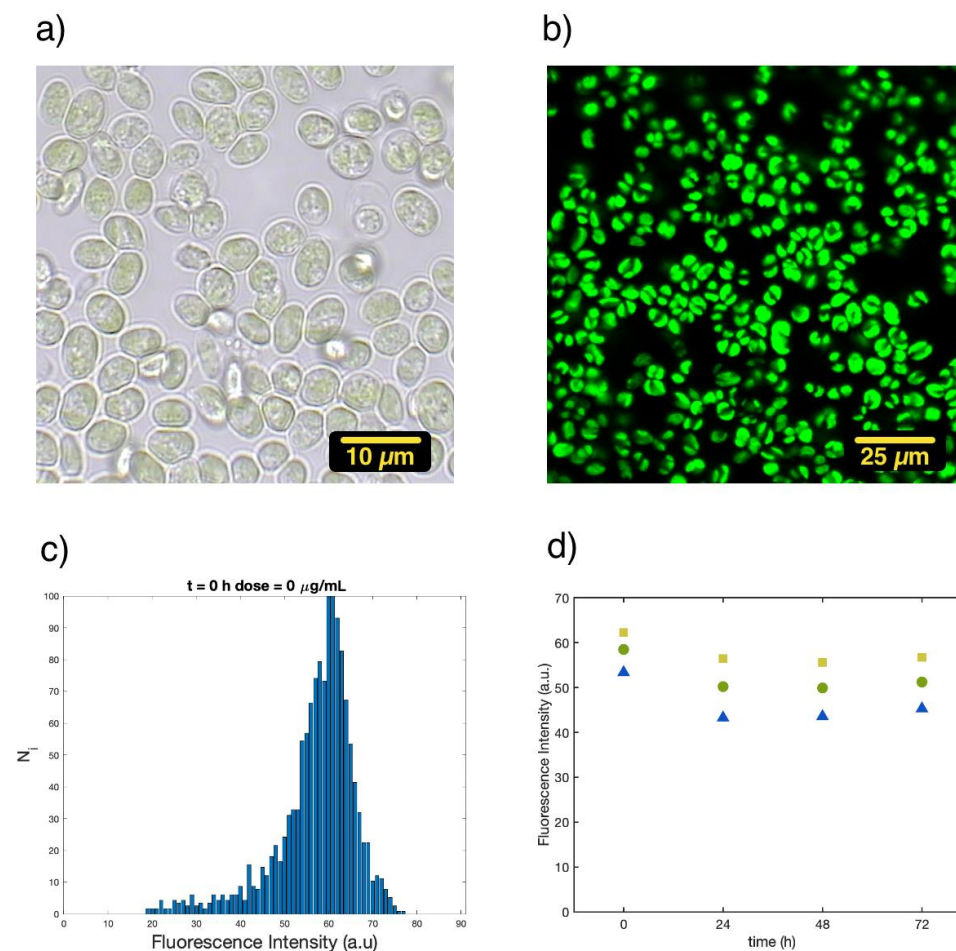 a)
b)
10 µm
25 µm
c)
d)
t = 0 h dose = 0 µg/mL
100
90
80
70
60
50
40
30
20
10
0
N_i
0 10 20 30 40 50 60 70 80 90
Fluorescence Intensity (a.u)
70
60
50
40
30
20
10
0
Fluorescence Intensity (a.u.)
0 24 48 72
time (h)